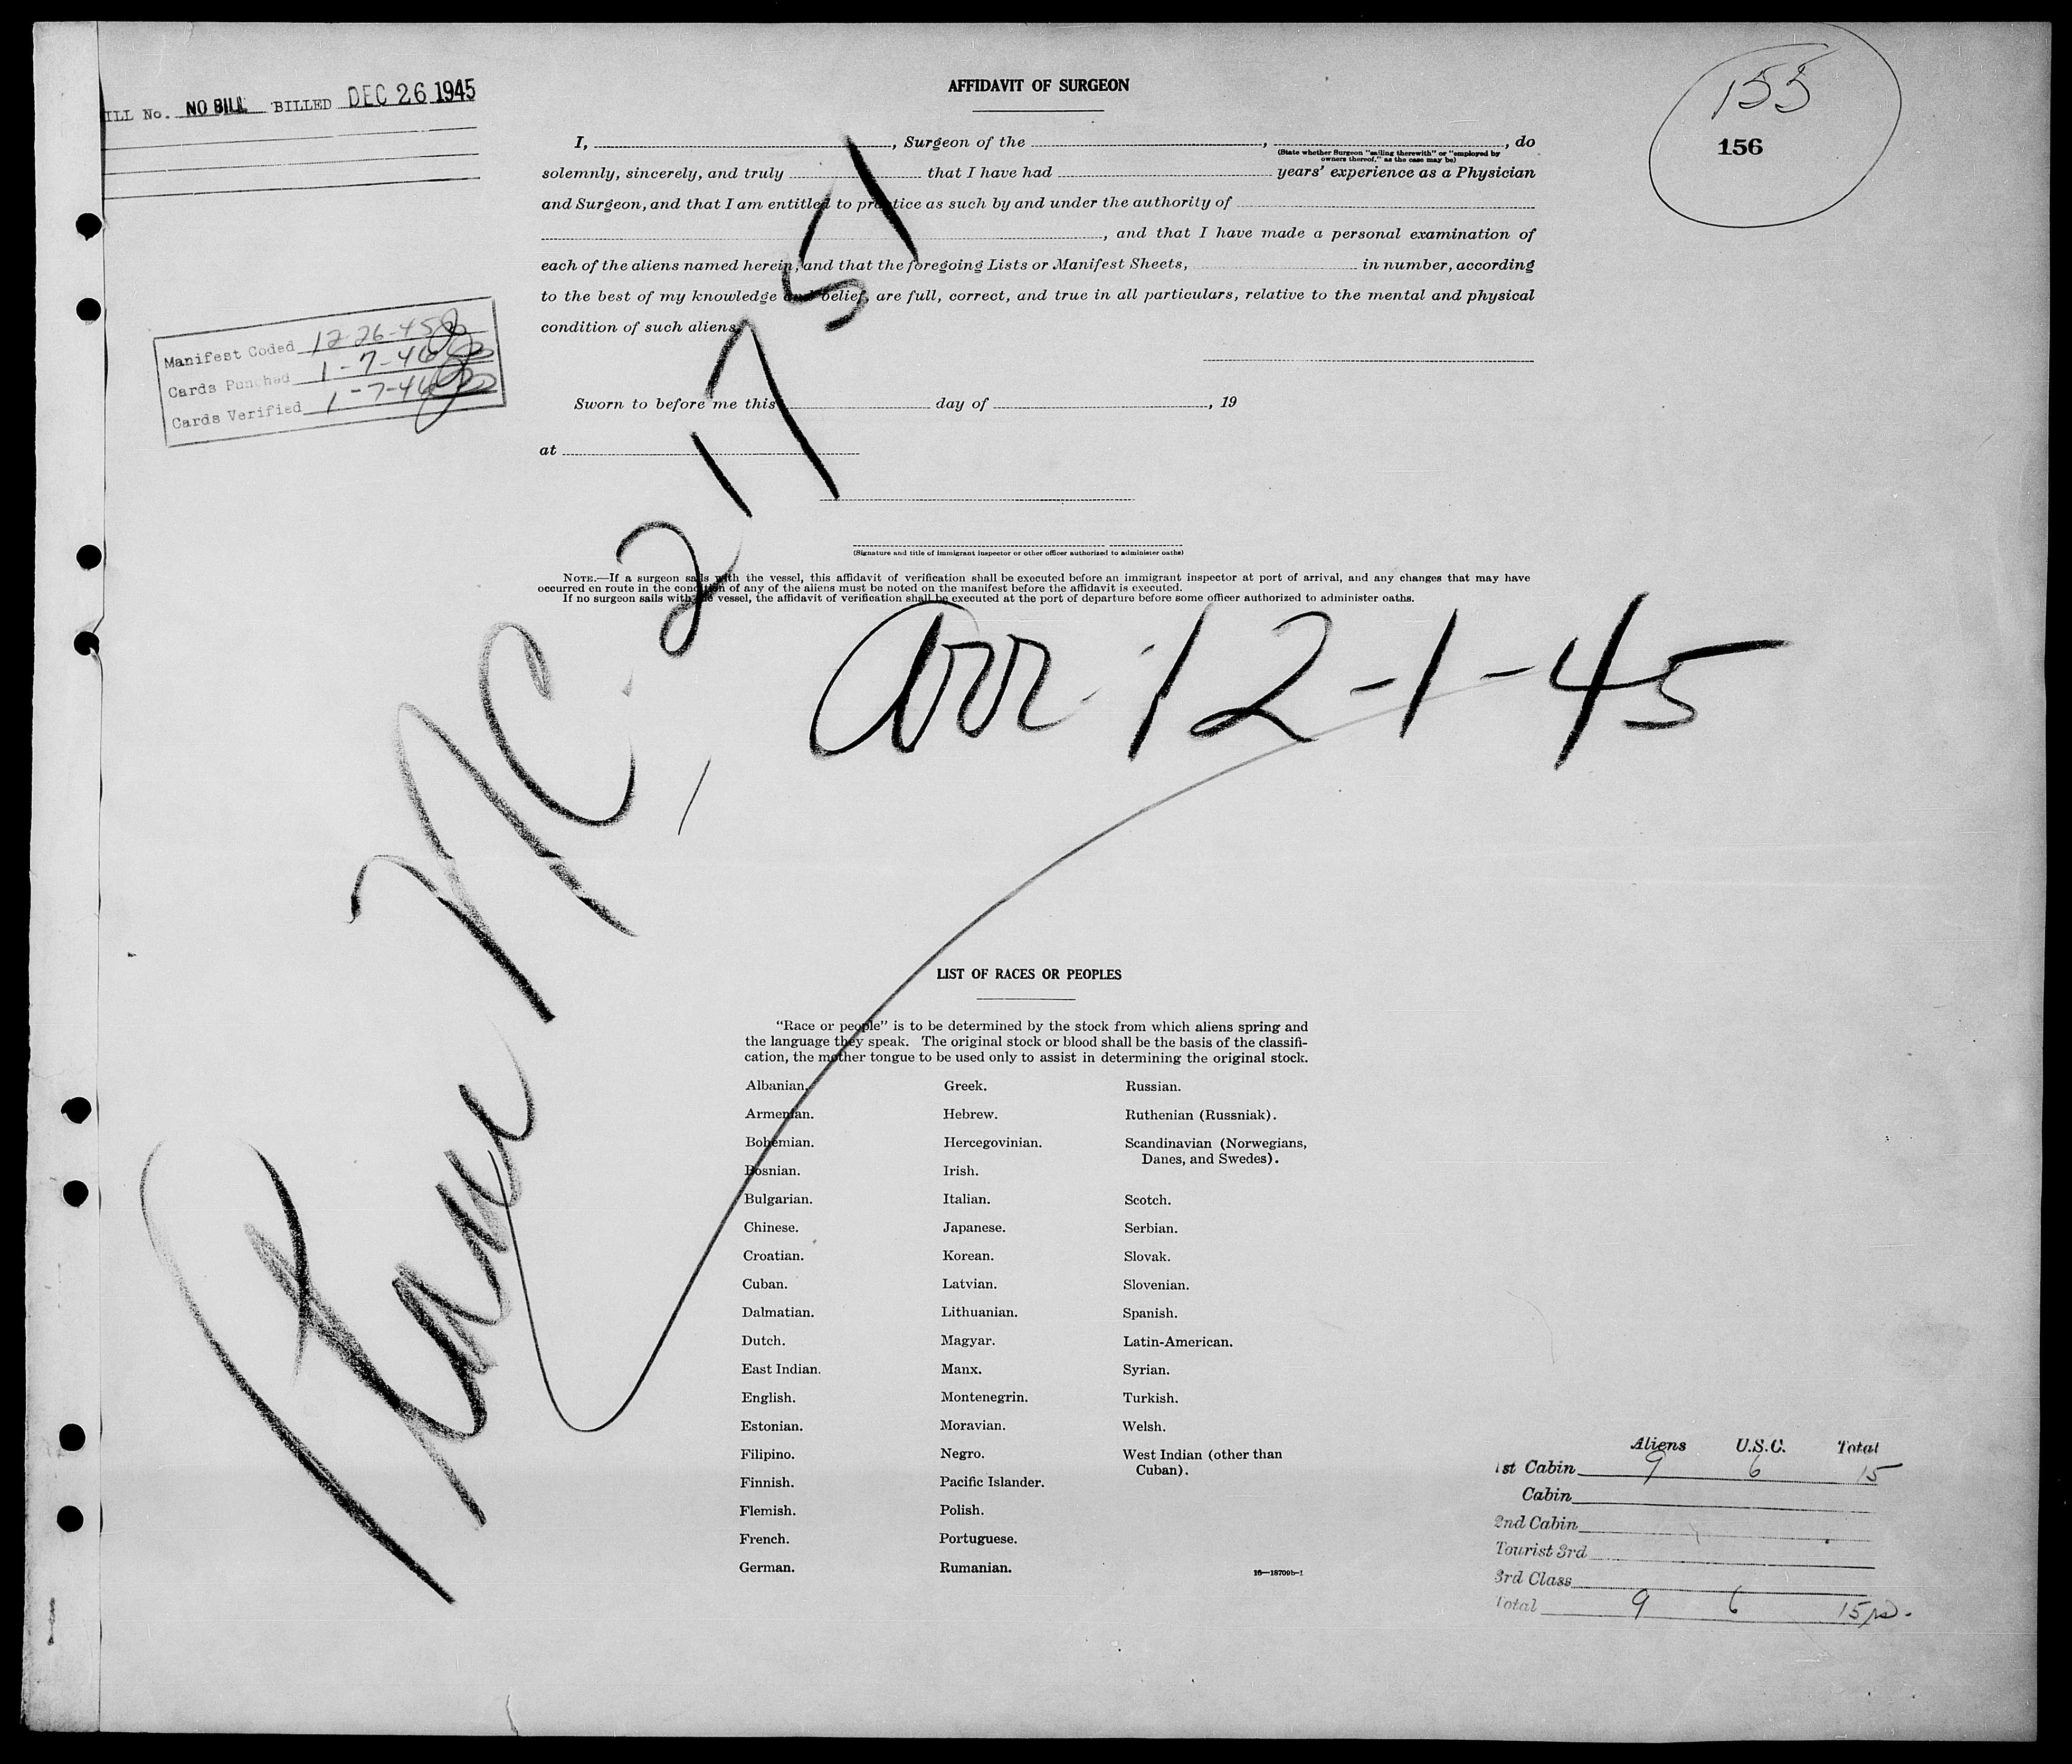 ILL No. NO BILL BILLED DEC 26 1945
AFFIDAVIT OF SURGEON
155
156
I, , Surgeon of the , , do
(State whether Surgeon "sailing therewith" or "employed by
owners thereof," as the case may be)
solemnly, sincerely, and truly that I have had years' experience as a Physician
and Surgeon, and that I am entitled to practice as such by and under the authority of
, and that I have made a personal examination of
each of the aliens named herein, and that the foregoing Lists or Manifest Sheets, in number, according
to the best of my knowledge and belief, are full, correct, and true in all particulars, relative to the mental and physical
condition of such aliens.
Manifest Coded 12-26-45
Cards Punched 1-7-46
Cards Verified 1-7-46
Sworn to before me this day of , 19
at
(Signature and title of immigrant inspector or other officer authorized to administer oaths)
NOTE.—If a surgeon sails with the vessel, this affidavit of verification shall be executed before an immigrant inspector at port of arrival, and any changes that may have
occurred en route in the condition of any of the aliens must be noted on the manifest before the affidavit is executed.
If no surgeon sails with the vessel, the affidavit of verification shall be executed at the port of departure before some officer authorized to administer oaths.
Plane NC-21751
Arr. 12-1-45
LIST OF RACES OR PEOPLES
"Race or people" is to be determined by the stock from which aliens spring and
the language they speak. The original stock or blood shall be the basis of the classifi-
cation, the mother tongue to be used only to assist in determining the original stock.
Albanian. Greek. Russian.
Armenian. Hebrew. Ruthenian (Russniak).
Bohemian. Hercegovinian. Scandinavian (Norwegians,
Danes, and Swedes).
Bosnian. Irish.
Bulgarian. Italian. Scotch.
Chinese. Japanese. Serbian.
Croatian. Korean. Slovak.
Cuban. Latvian. Slovenian.
Dalmatian. Lithuanian. Spanish.
Dutch. Magyar. Latin-American.
East Indian. Manx. Syrian.
English. Montenegrin. Turkish.
Estonian. Moravian. Welsh.
Filipino. Negro. West Indian (other than
Cuban).
Finnish. Pacific Islander.
Flemish. Polish.
French. Portuguese.
German. Rumanian.
16—18709b-1
Aliens U.S.C. Total
1st Cabin 9 6 15
Cabin
2nd Cabin
Tourist 3rd
3rd Class
Total 9 6 15